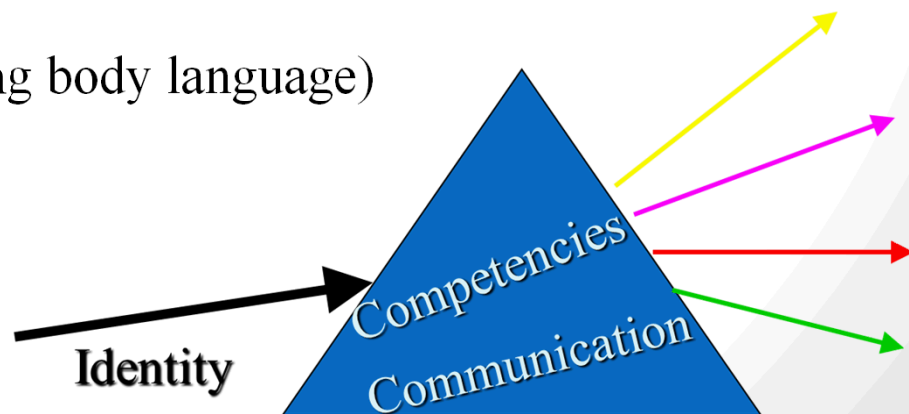 ng body language)
Competencies
Communication
Identity